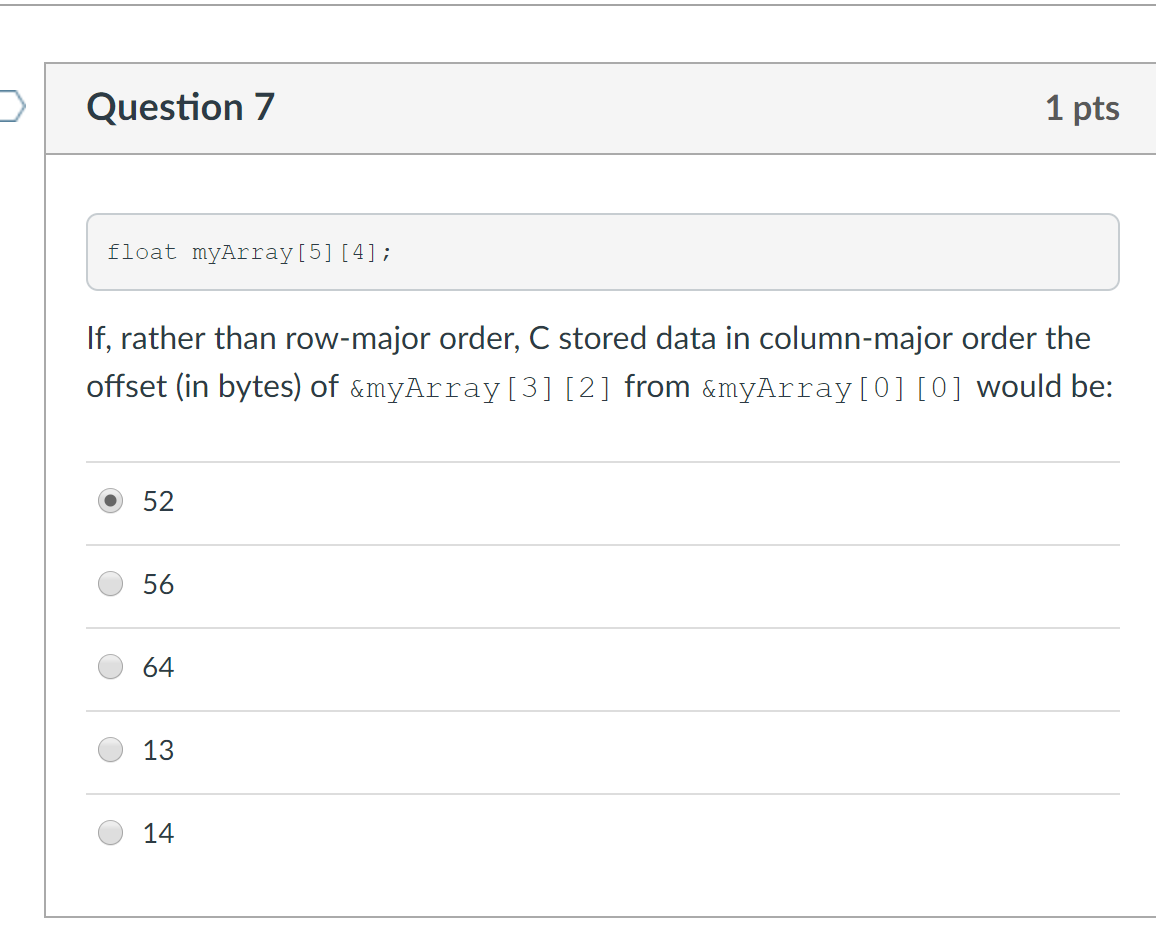 Question 7
1 pts
float myArray[5][4];
If, rather than row-major order, C stored data in column-major order the
offset (in bytes) of &myArray[3][2] from &myArray[0][0] would be:
52
56
64
13
14